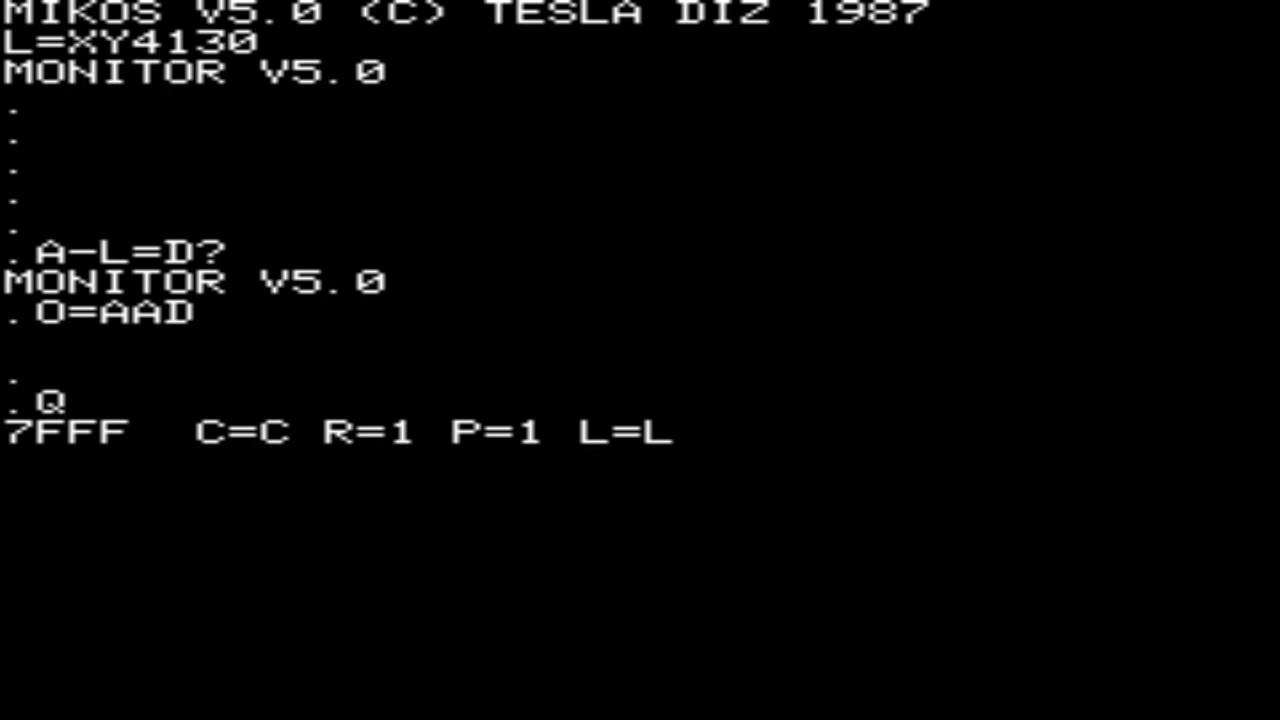 MIKOS V5.0 (C) TESLA DIZ 1987
L=XY4130
MONITOR V5.0
.
.
.
.
.
.A-L=D?
MONITOR V5.0
.O=AAD
.
.Q
7FFF  C=C R=1 P=1 L=L